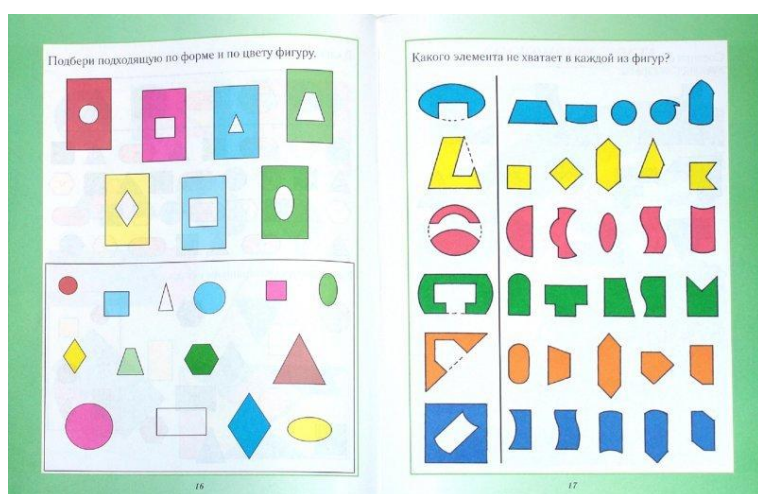 Подбери подходящую по форме и по цвету фигуру.
16
Какого элемента не хватает в каждой из фигур?
17